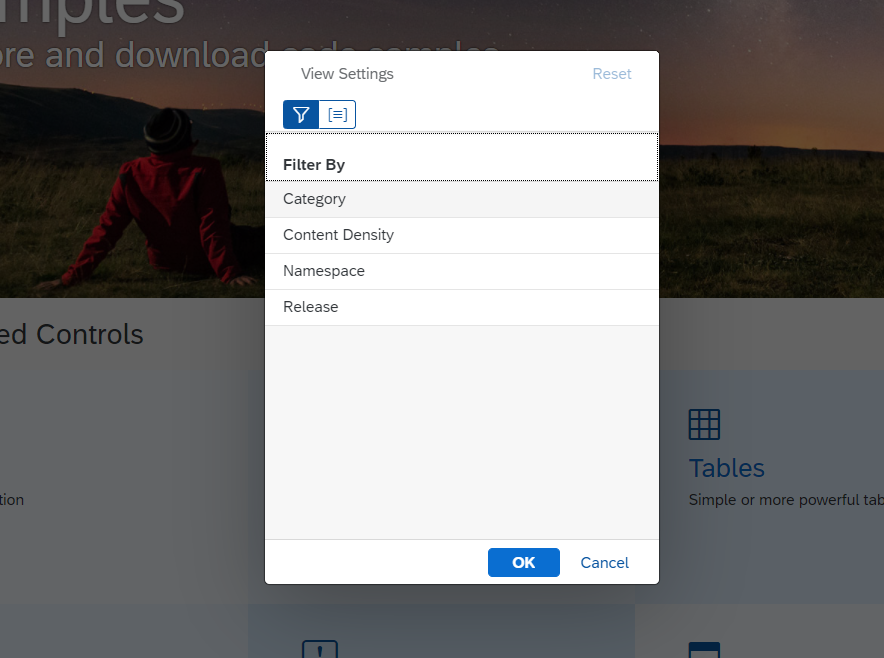 mples
ore and download code samples
View Settings
Reset
Filter By
Category
Content Density
Namespace
Release
ed Controls
Tables
tion
Simple or more powerful tab
OK
Cancel